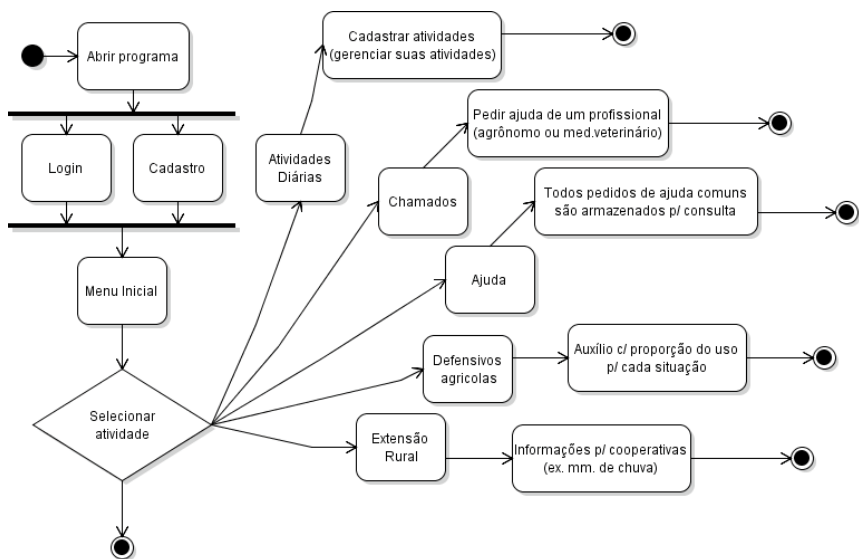 Abrir programa
Login
Cadastro
Menu Inicial
Selecionar
atividade
Atividades
Diárias
Cadastrar atividades
(gerenciar suas atividades)
Chamados
Pedir ajuda de um profissional
(agrônomo ou med.veterinário)
Ajuda
Todos pedidos de ajuda comuns
são armazenados p/ consulta
Defensivos
agricolas
Auxílio c/ proporção do uso
p/ cada situação
Extensão
Rural
Informações p/ cooperativas
(ex. mm. de chuva)